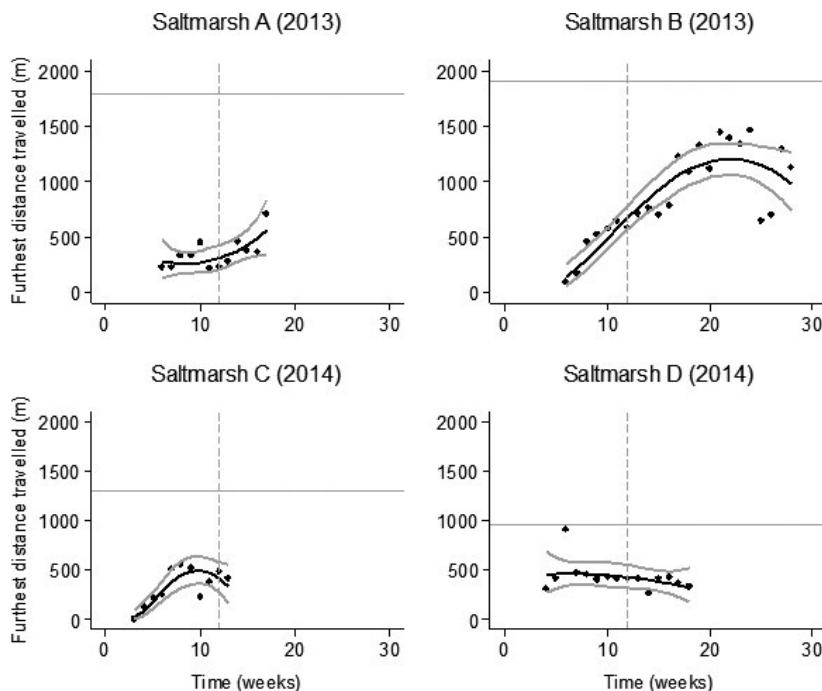 Saltmarsh A (2013)
Saltmarsh B (2013)
Furthest distance travelled (m)
2000
1500
1000
500
0
0 10 20 30
2000
1500
1000
500
0
0 10 20 30
Saltmarsh C (2014)
Saltmarsh D (2014)
Furthest distance travelled (m)
2000
1500
1000
500
0
0 10 20 30
Time (weeks)
2000
1500
1000
500
0
0 10 20 30
Time (weeks)